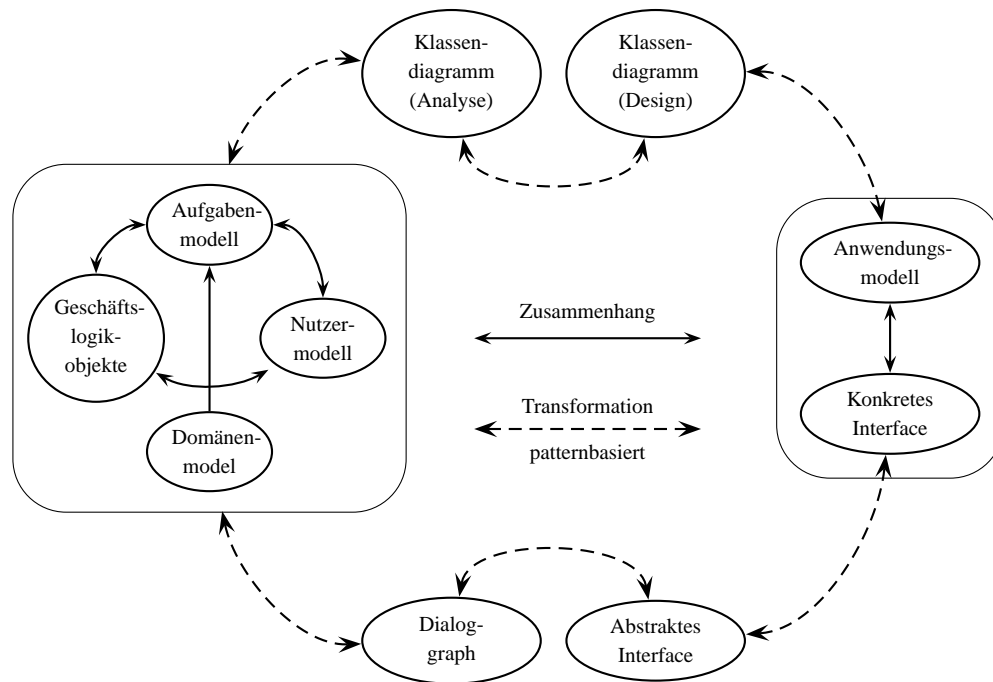 Klassen-
diagramm
(Analyse)
Klassen-
diagramm
(Design)
Aufgaben-
modell
Geschäfts-
logik-
objekte
Nutzer-
modell
Domänen-
model
Zusammenhang
Transformation
patternbasiert
Anwendungs-
modell
Konkretes
Interface
Dialog-
graph
Abstraktes
Interface